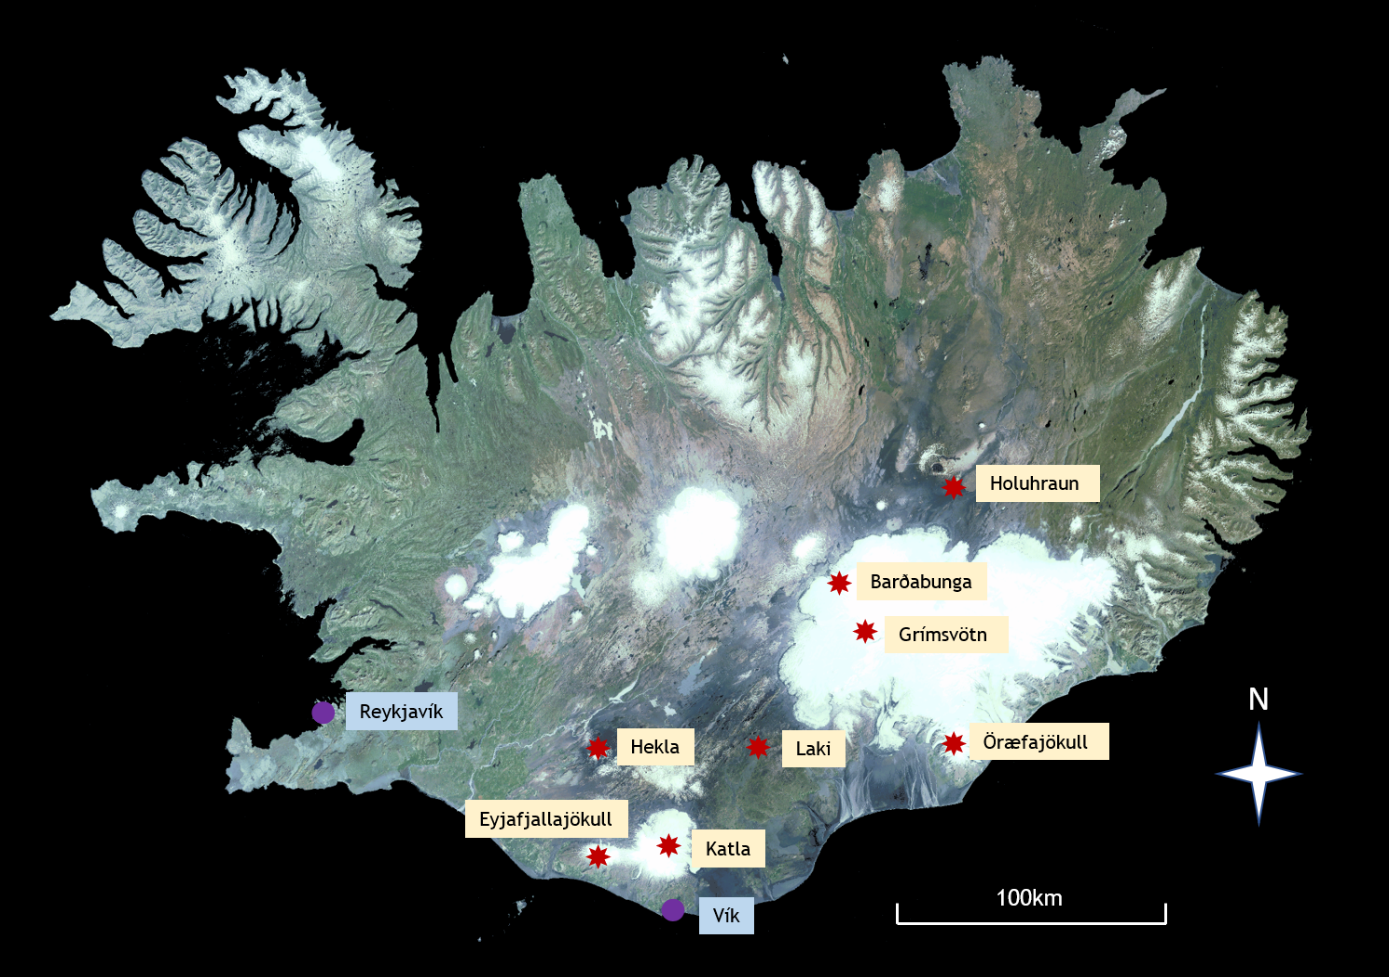 Holuhraun
Barðabunga
Grímsvötn
N
Reykjavík
Hekla
Laki
Öræfajökull
Eyjafjallajökull
Katla
100km
Vík